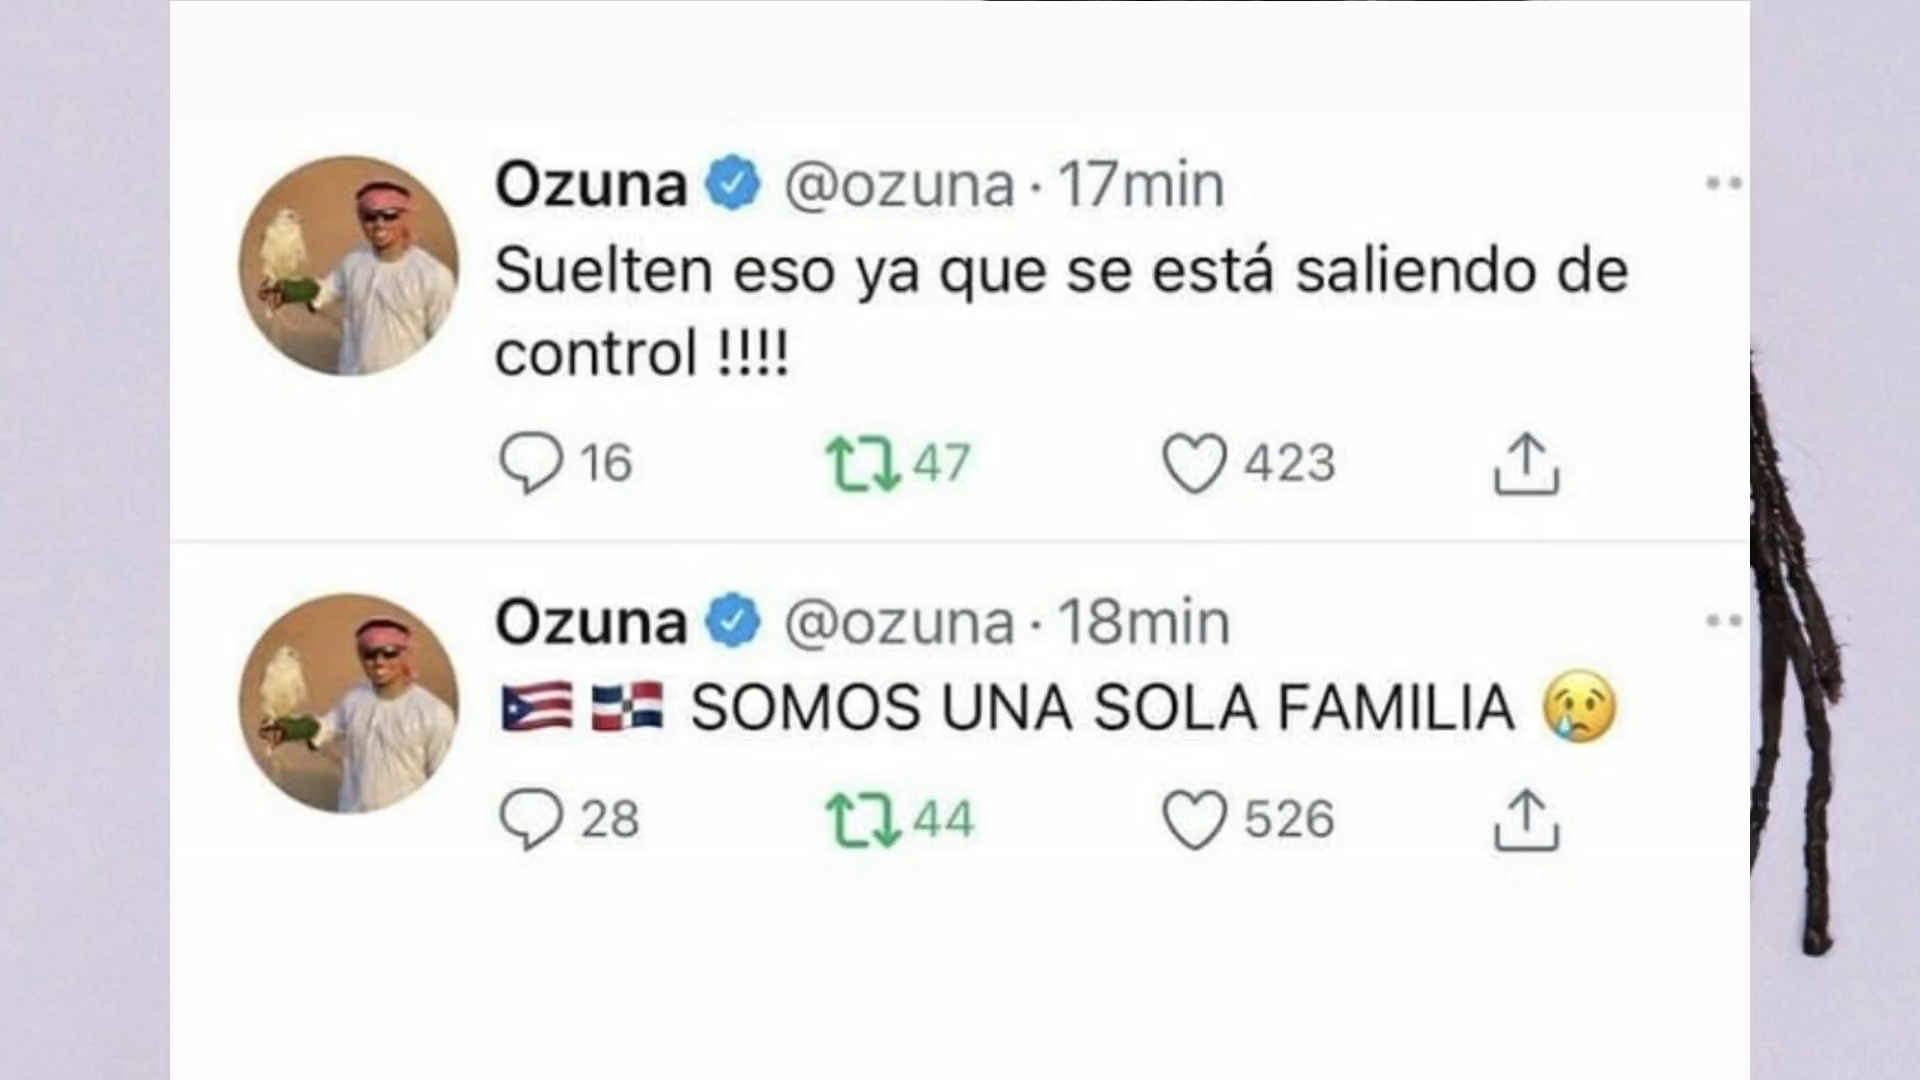 Ozuna @ozuna · 17min
Suelten eso ya que se está saliendo de
control !!!!
16 47 423
Ozuna @ozuna · 18min
🇵🇷 🇩🇴 SOMOS UNA SOLA FAMILIA 😢
28 44 526